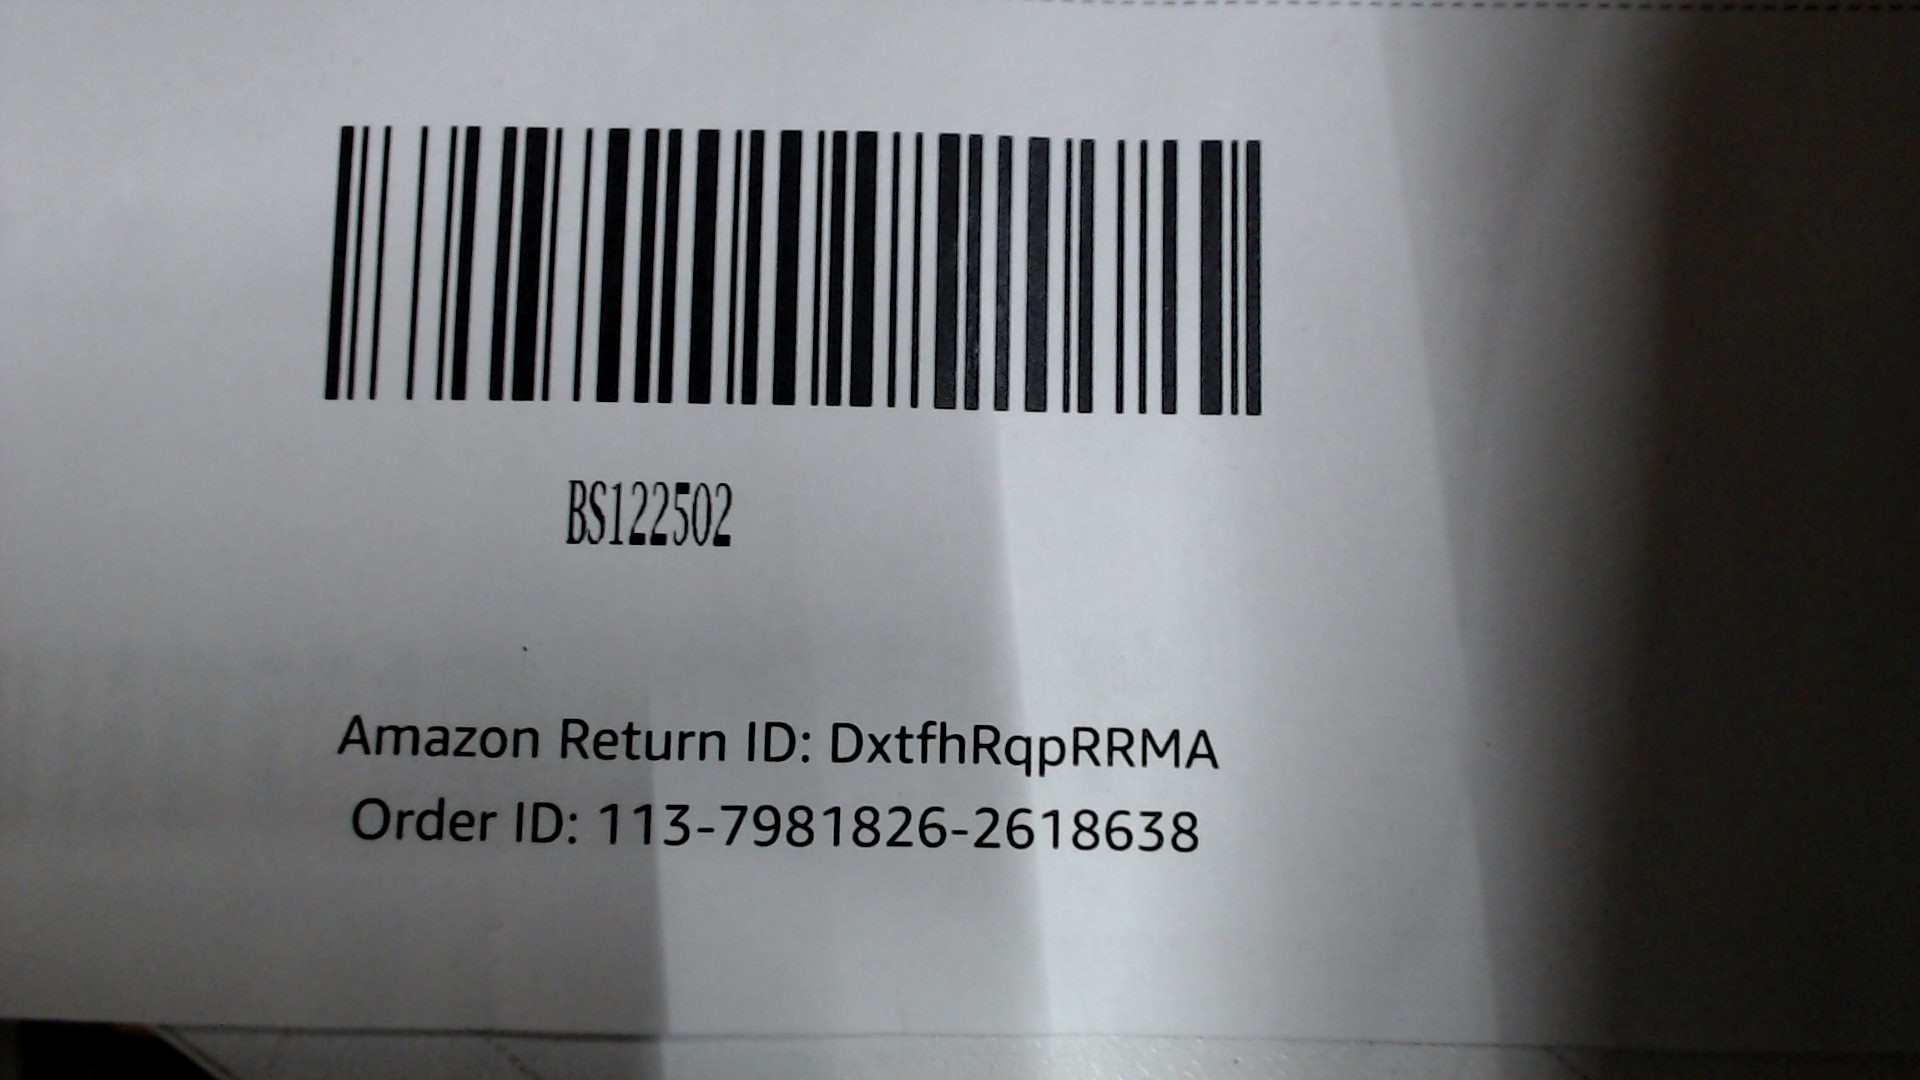 BS122502
Amazon Return ID: DxtfhRqpRRMA
Order ID: 113-7981826-2618638